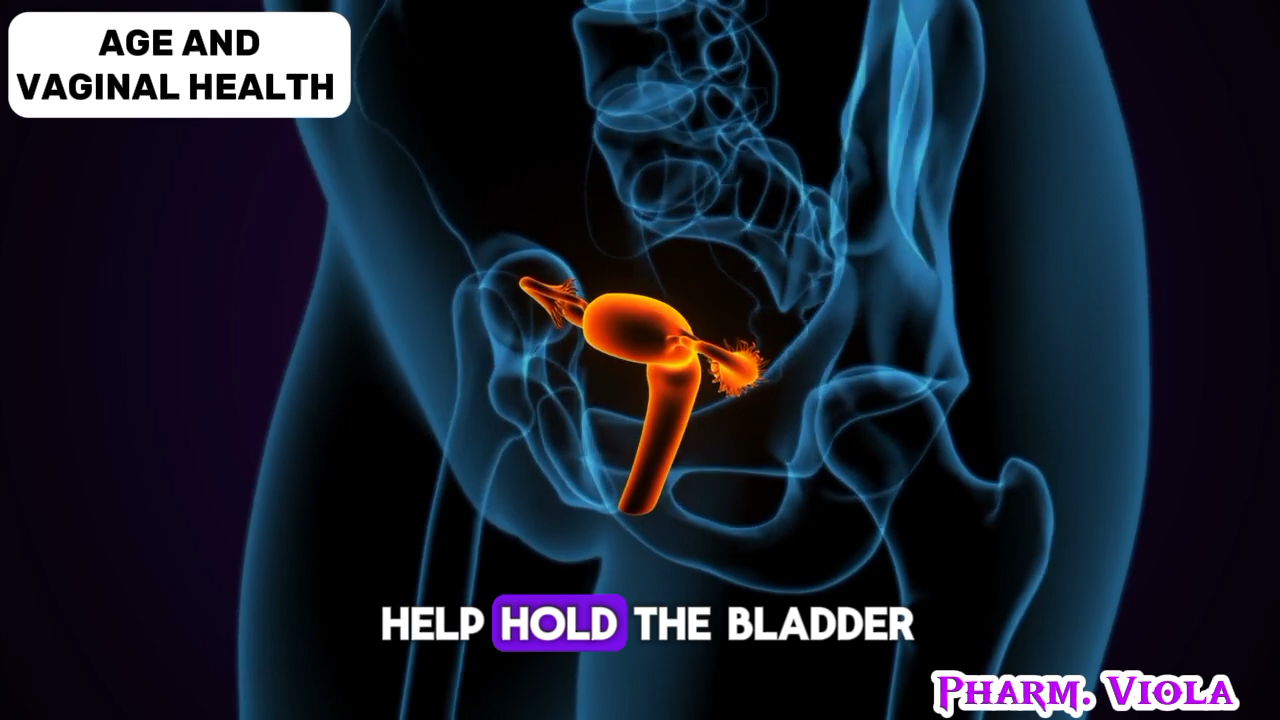 AGE AND
VAGINAL HEALTH
HELP HOLD THE BLADDER
PHARM. VIOLA